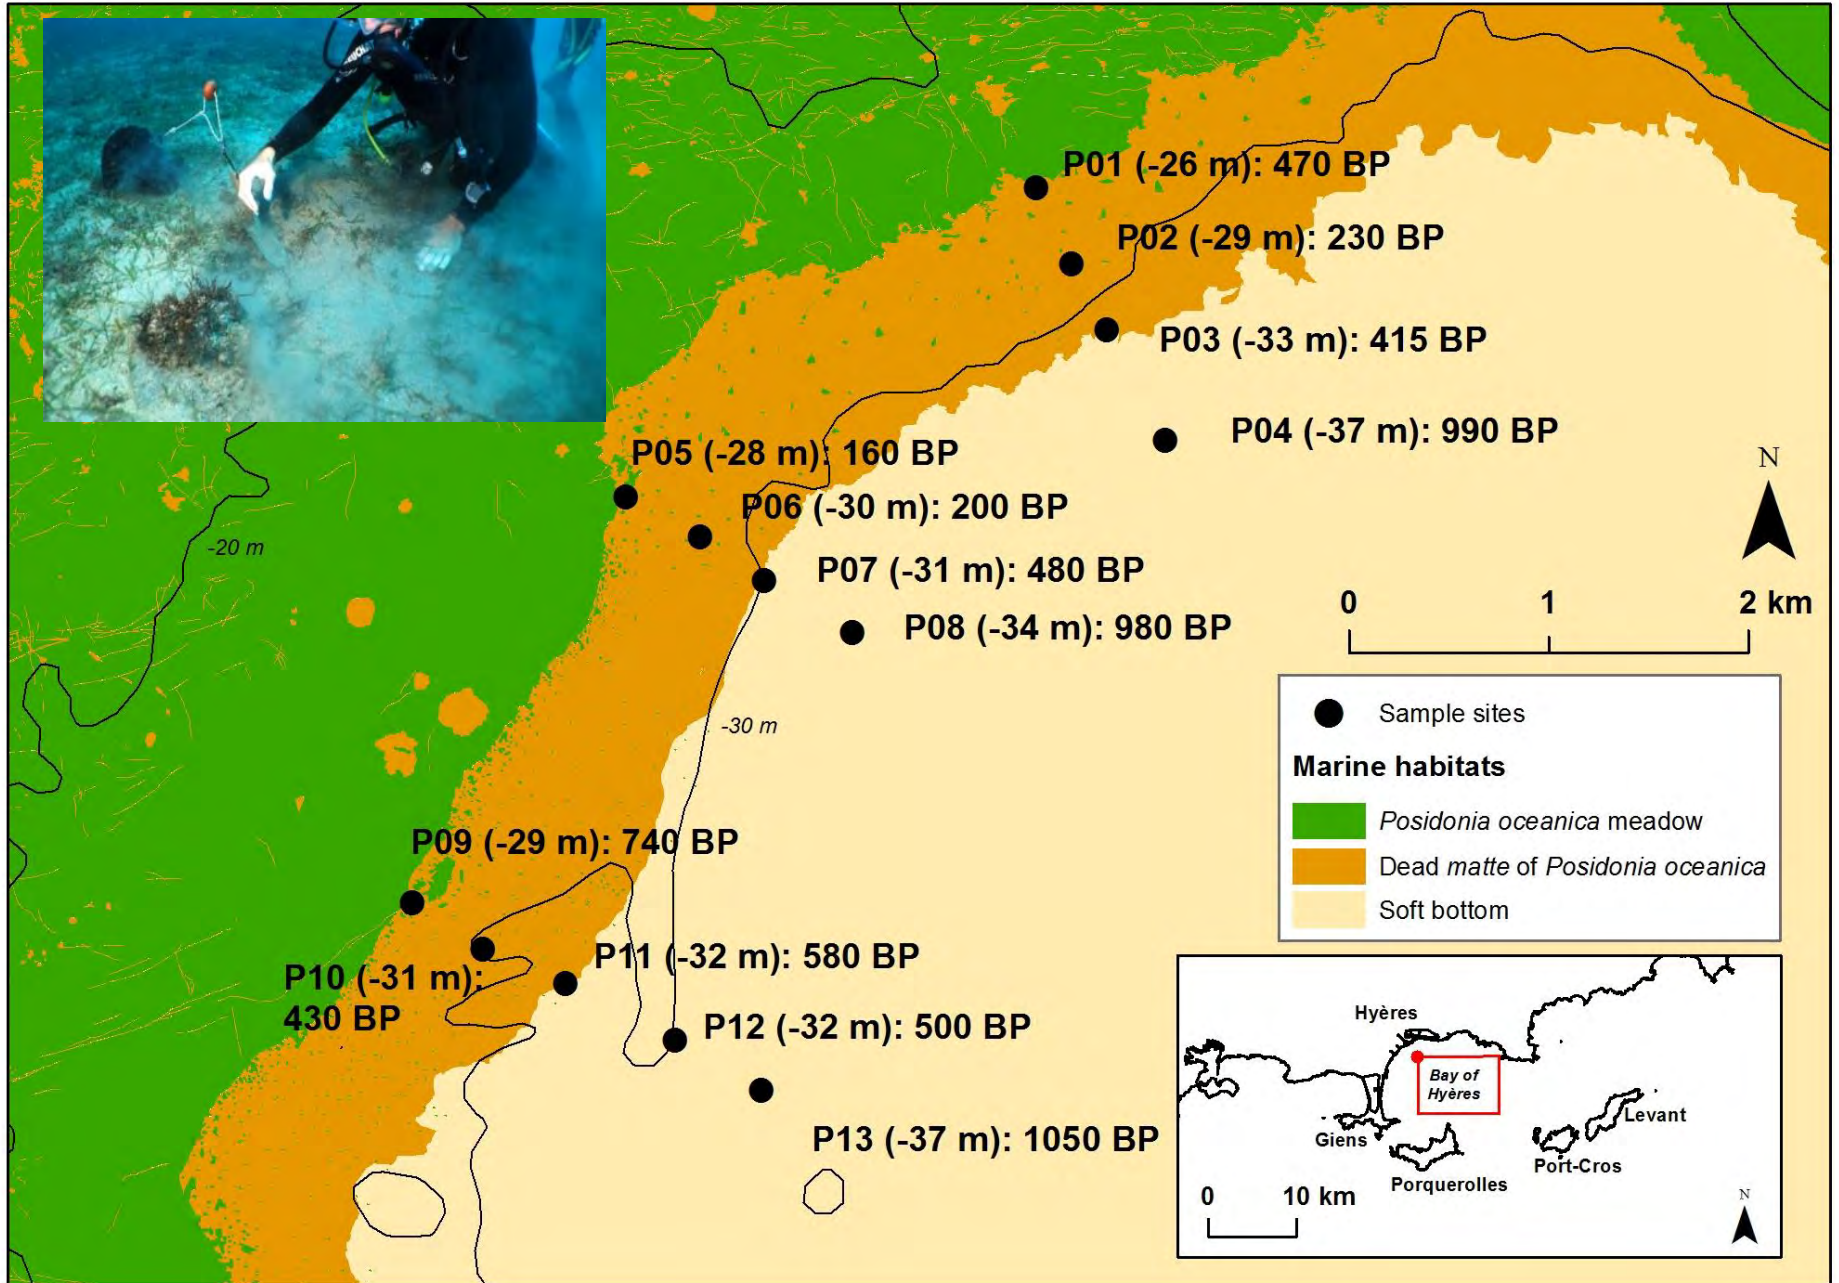 P01 (-26 m): 470 BP
P02 (-29 m): 230 BP
P03 (-33 m): 415 BP
P04 (-37 m): 990 BP
P05 (-28 m): 160 BP
P06 (-30 m): 200 BP
-20 m
P07 (-31 m): 480 BP
P08 (-34 m): 980 BP
-30 m
P09 (-29 m): 740 BP
P10 (-31 m):
430 BP
P11 (-32 m): 580 BP
P12 (-32 m): 500 BP
P13 (-37 m): 1050 BP
N
0 1 2 km
Sample sites
Marine habitats
Posidonia oceanica meadow
Dead matte of Posidonia oceanica
Soft bottom
Hyères
Bay of
Hyères
Giens
Levant
Port-Cros
Porquerolles
0 10 km
N